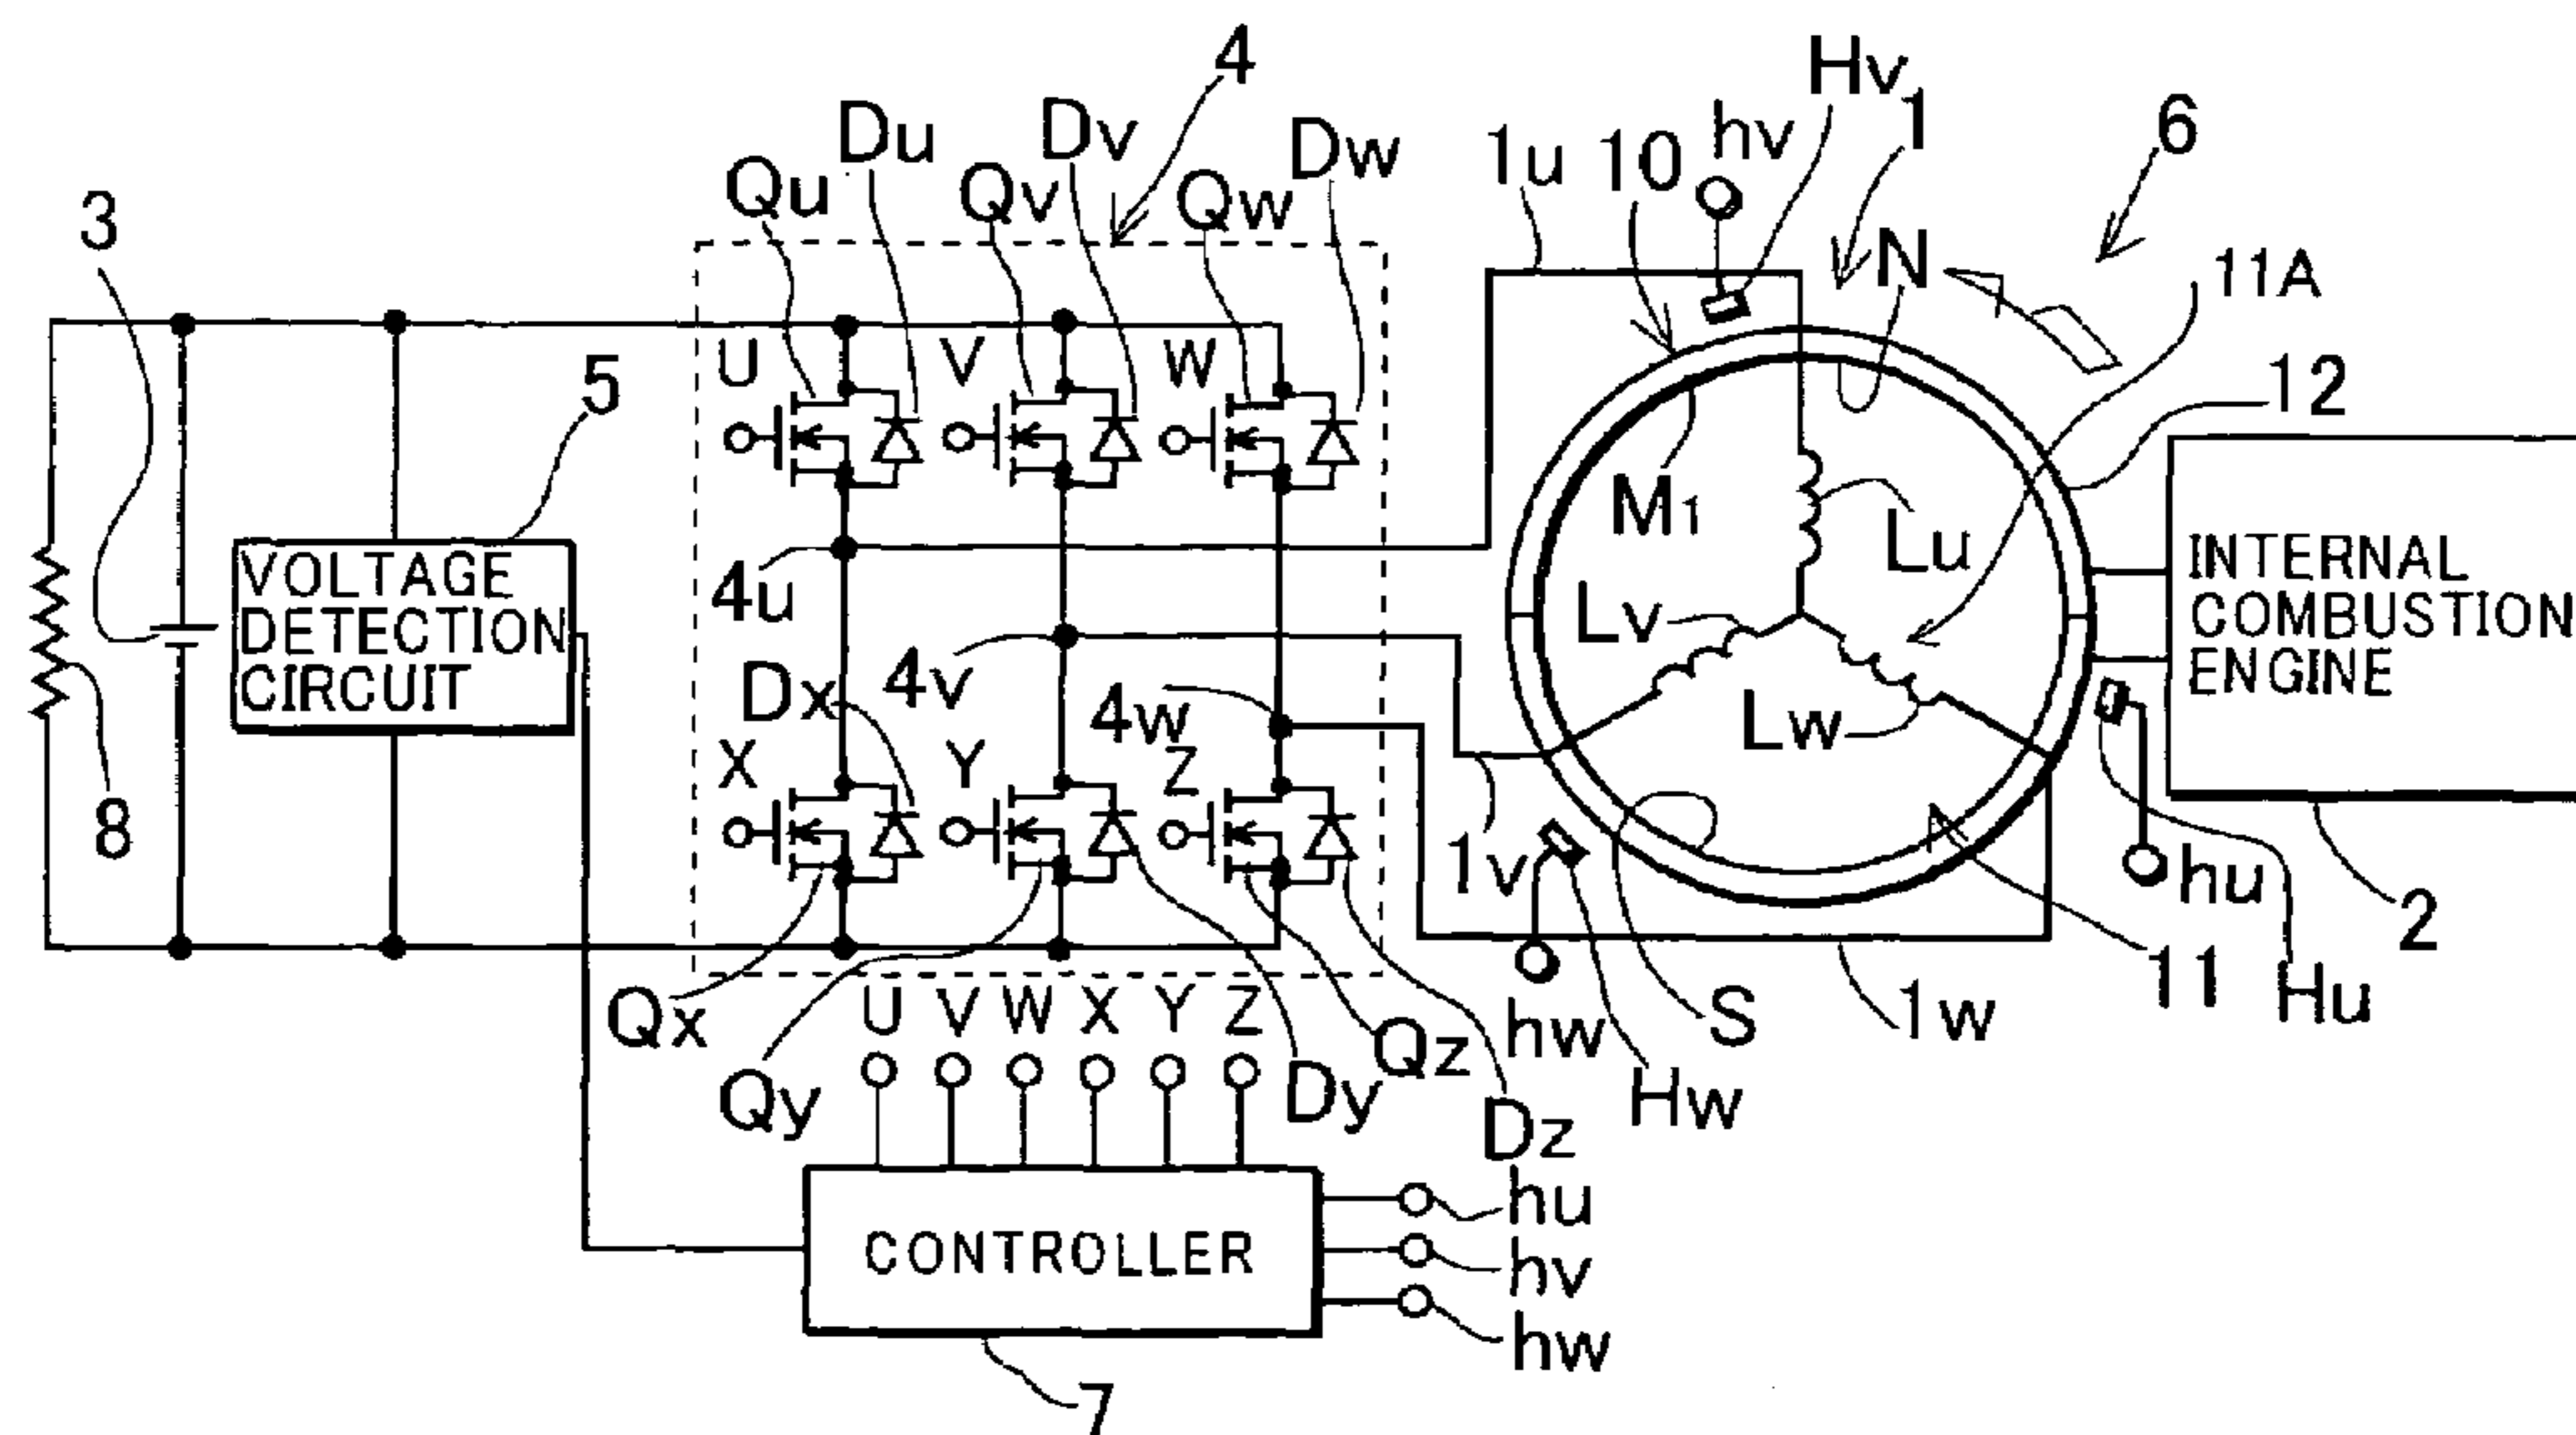 4
Hv
1
6
3
Du
Dv
Dw
1u
10
hv
Qu
Qv
Qw
N
11A
U
V
W
5
12
M1
Lu
VOLTAGE
DETECTION
CIRCUIT
INTERNAL
COMBUSTION
ENGINE
4u
Lv
Dx
4v
4w
Lw
X
Y
Z
8
1v
hu
2
Qx
U V W X Y Z
Qz
hw
S
1w
11
Hu
Qy
Dy
Hw
Dz
CONTROLLER
hu
hv
hw
7